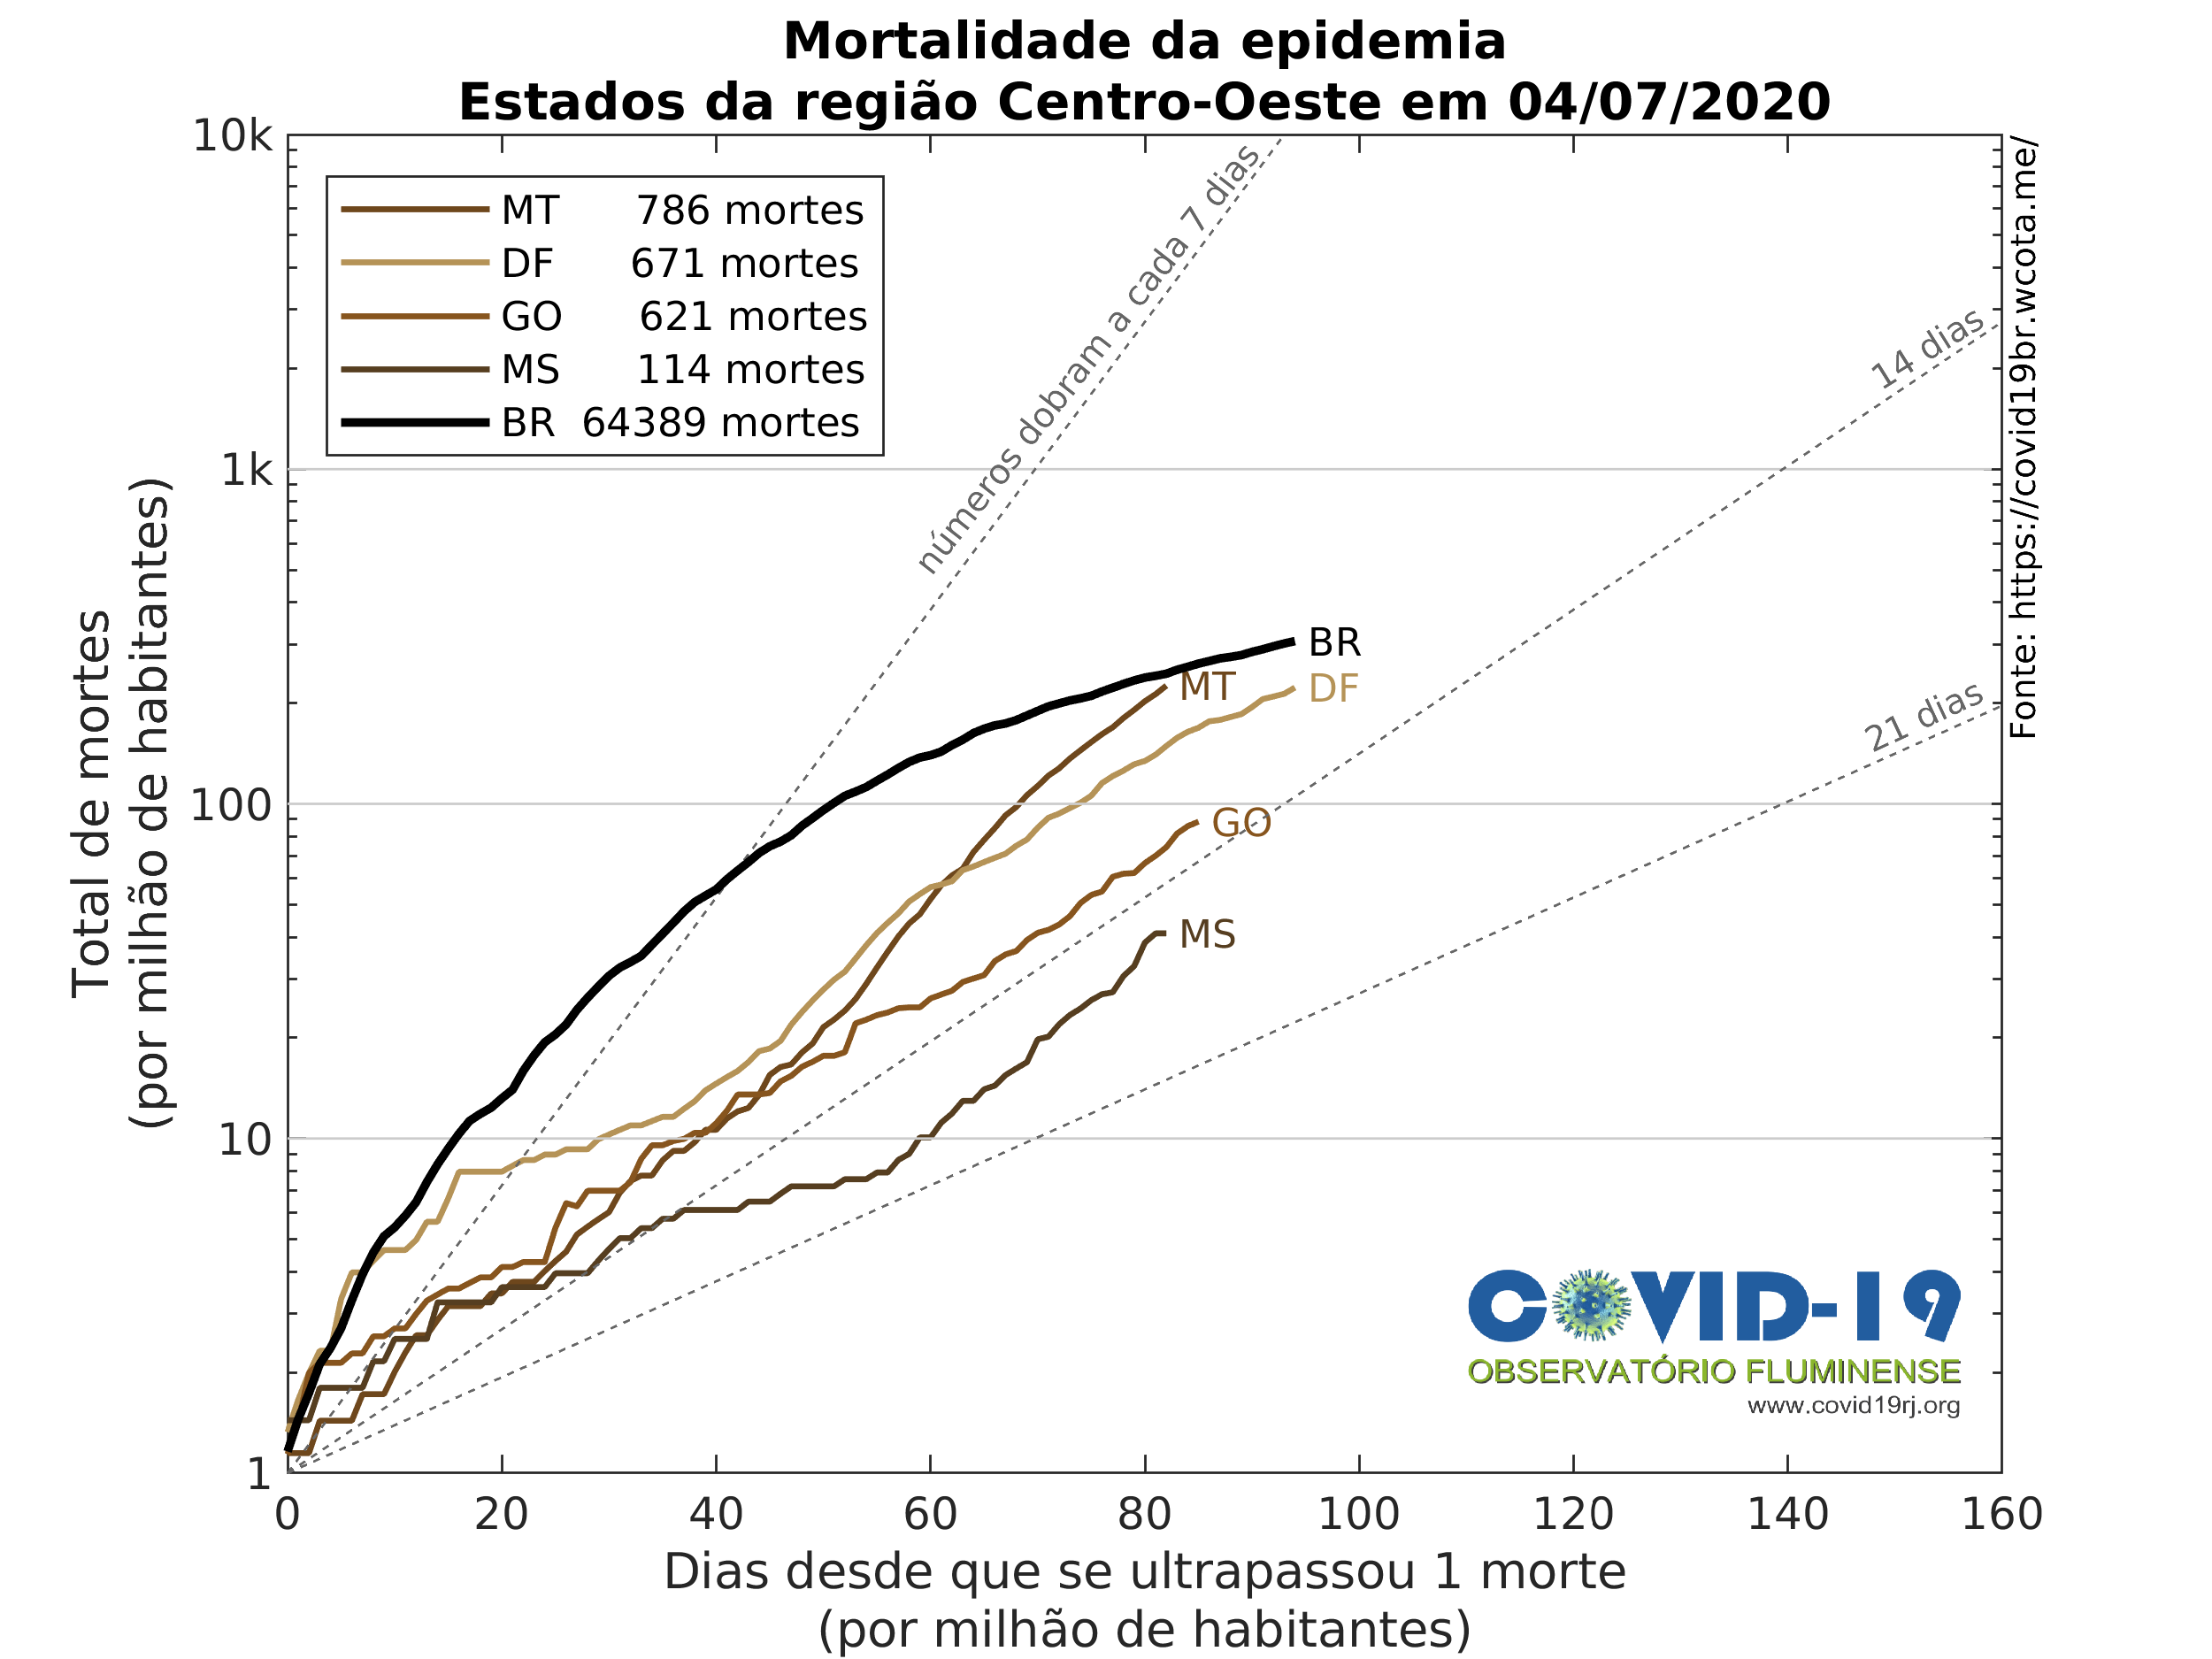 Mortalidade da epidemia
Estados da região Centro-Oeste em 04/07/2020
10k
1k
100
10
1
Total de mortes
(por milhão de habitantes)
MT 786 mortes
DF 671 mortes
GO 621 mortes
MS 114 mortes
BR 64389 mortes
números dobram a cada 7 dias
14 dias
21 dias
BR
MT
DF
GO
MS
Fonte: https://covid19br.wcota.me/
COVID-19
OBSERVATÓRIO FLUMINENSE
www.covid19rj.org
0 20 40 60 80 100 120 140 160
Dias desde que se ultrapassou 1 morte
(por milhão de habitantes)